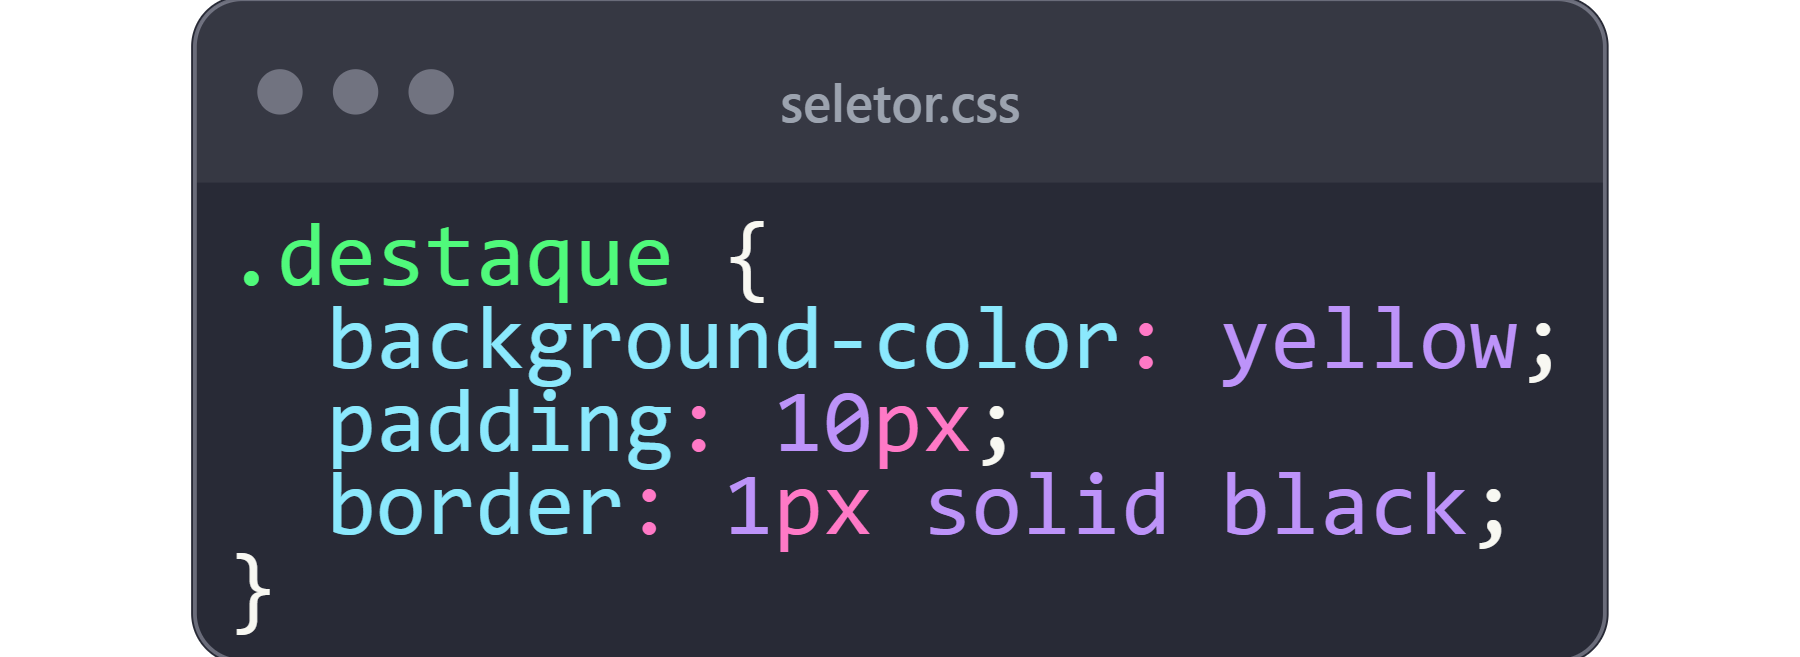 seletor.css
.destaque {
  background-color: yellow;
  padding: 10px;
  border: 1px solid black;
}